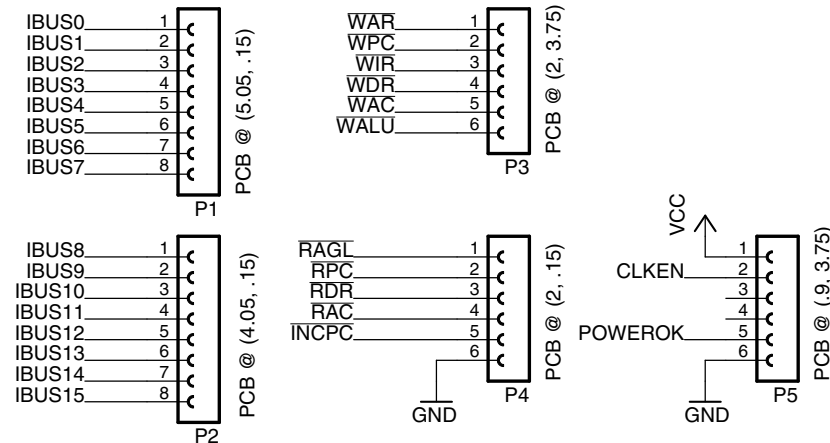 IBUS0 1
IBUS1 2
IBUS2 3
IBUS3 4
IBUS4 5
IBUS5 6
IBUS6 7
IBUS7 8
P1
PCB @ (5.05, .15)
WAR 1
WPC 2
WIR 3
WDR 4
WAC 5
WALU 6
P3
PCB @ (2, 3.75)
IBUS8 1
IBUS9 2
IBUS10 3
IBUS11 4
IBUS12 5
IBUS13 6
IBUS14 7
IBUS15 8
P2
PCB @ (4.05, .15)
RAGL 1
RPC 2
RDR 3
RAC 4
INCPC 5
6
GND
P4
PCB @ (2, .15)
VCC
1
CLKEN 2
3
4
POWEROK 5
6
GND
P5
PCB @ (.9, 3.75)